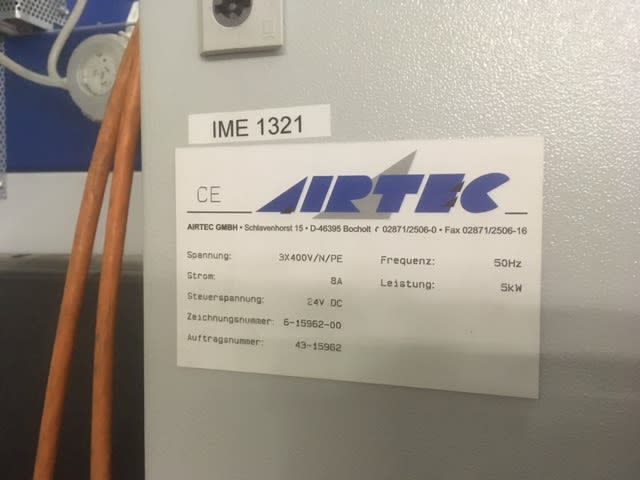 IME 1321
CE AIRTEC
AIRTEC GMBH • Schlavenhorst 15 • D-46395 Bocholt ✆ 02871/2506-0 • Fax 02871/2506-16
Spannung: 3X400V/N/PE Frequenz: 50Hz
Strom: 8A Leistung: 5kW
Steuerspannung: 24V DC
Zeichnungsnummer: 6-15962-00
Auftragsnummer: 43-15962